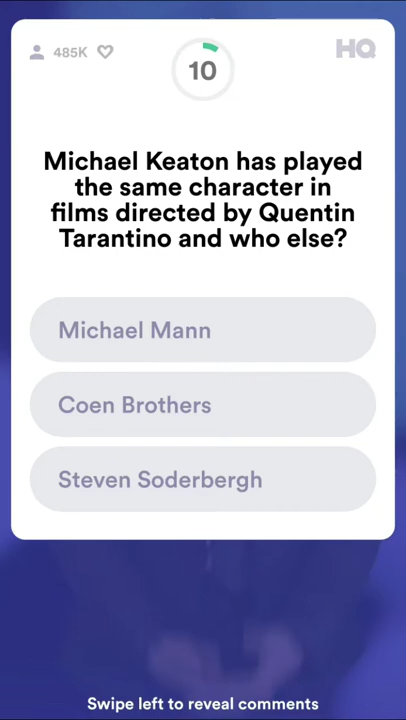 485K
HQ
10
Michael Keaton has played
the same character in
films directed by Quentin
Tarantino and who else?
Michael Mann
Coen Brothers
Steven Soderbergh
Swipe left to reveal comments